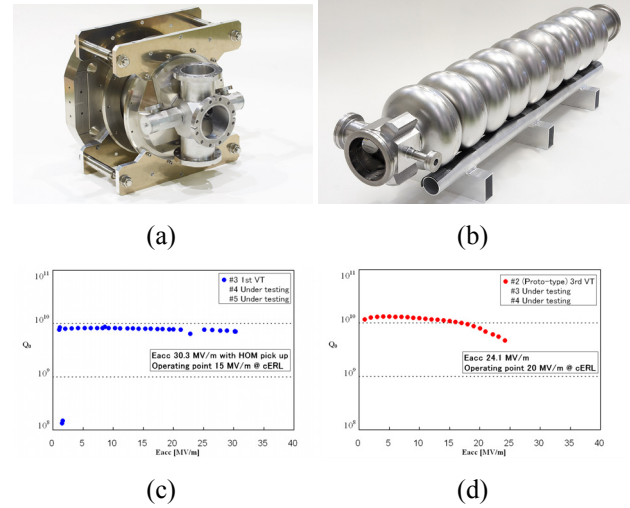 (a)
(b)
10¹¹
10¹⁰
Q₀
10⁹
10⁸
#3 1st VT
#4 Under testing
#5 Under testing
Eacc 30.3 MV/m with HOM pick up
Operating point 15 MV/m @ cERL
0 5 10 15 20 25 30 35 40
Eacc [MV/m]
(c)
10¹¹
10¹⁰
Q₀
10⁹
10⁸
#2 (Proto-type) 3rd VT
#3 Under testing
#4 Under testing
Eacc 24.1 MV/m
Operating point 20 MV/m @ cERL
0 5 10 15 20 25 30 35 40
Eacc [MV/m]
(d)